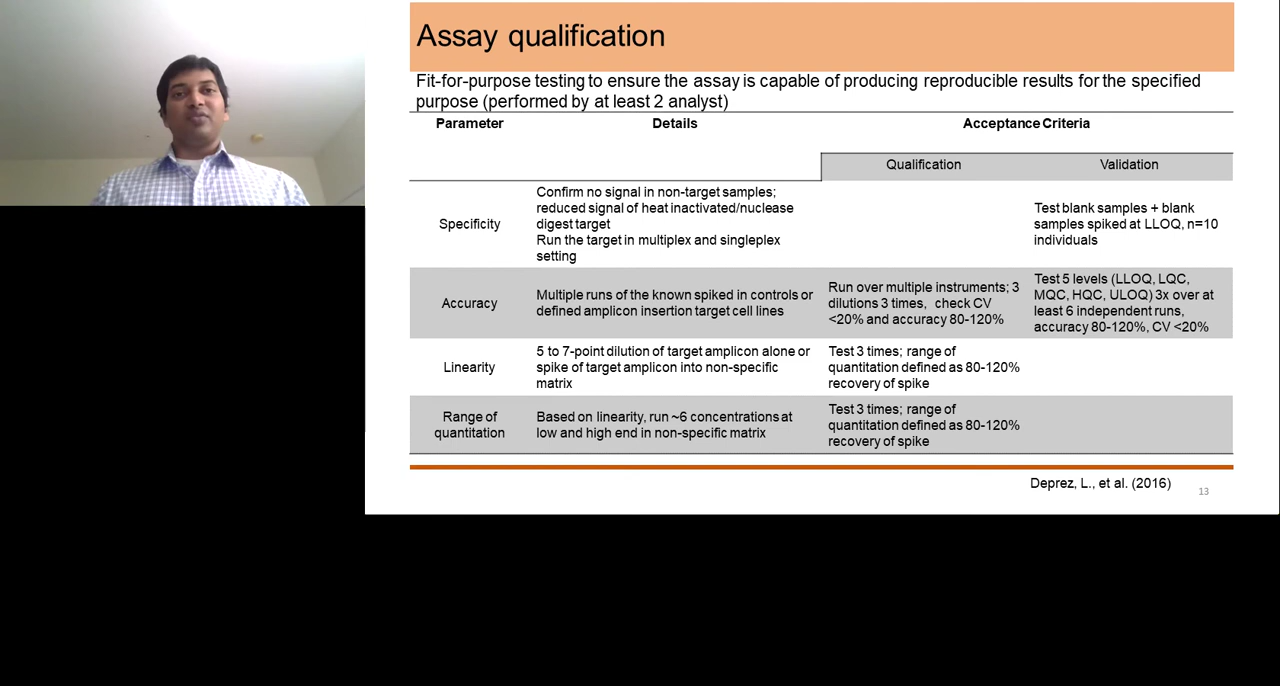 Assay qualification
Fit-for-purpose testing to ensure the assay is capable of producing reproducible results for the specified
purpose (performed by at least 2 analyst)
Parameter
Details
Acceptance Criteria
Qualification
Validation
Specificity
Confirm no signal in non-target samples;
reduced signal of heat inactivated/nuclease
digest target
Run the target in multiplex and singleplex
setting
Test blank samples + blank
samples spiked at LLOQ, n=10
individuals
Accuracy
Multiple runs of the known spiked in controls or
defined amplicon insertion target cell lines
Run over multiple instruments; 3
dilutions 3 times, check CV
<20% and accuracy 80-120%
Test 5 levels (LLOQ, LQC,
MQC, HQC, ULOQ) 3x over at
least 6 independent runs,
accuracy 80-120%, CV <20%
Linearity
5 to 7-point dilution of target amplicon alone or
spike of target amplicon into non-specific
matrix
Test 3 times; range of
quantitation defined as 80-120%
recovery of spike
Range of
quantitation
Based on linearity, run ~6 concentrations at
low and high end in non-specific matrix
Test 3 times; range of
quantitation defined as 80-120%
recovery of spike
Deprez, L., et al. (2016)
13